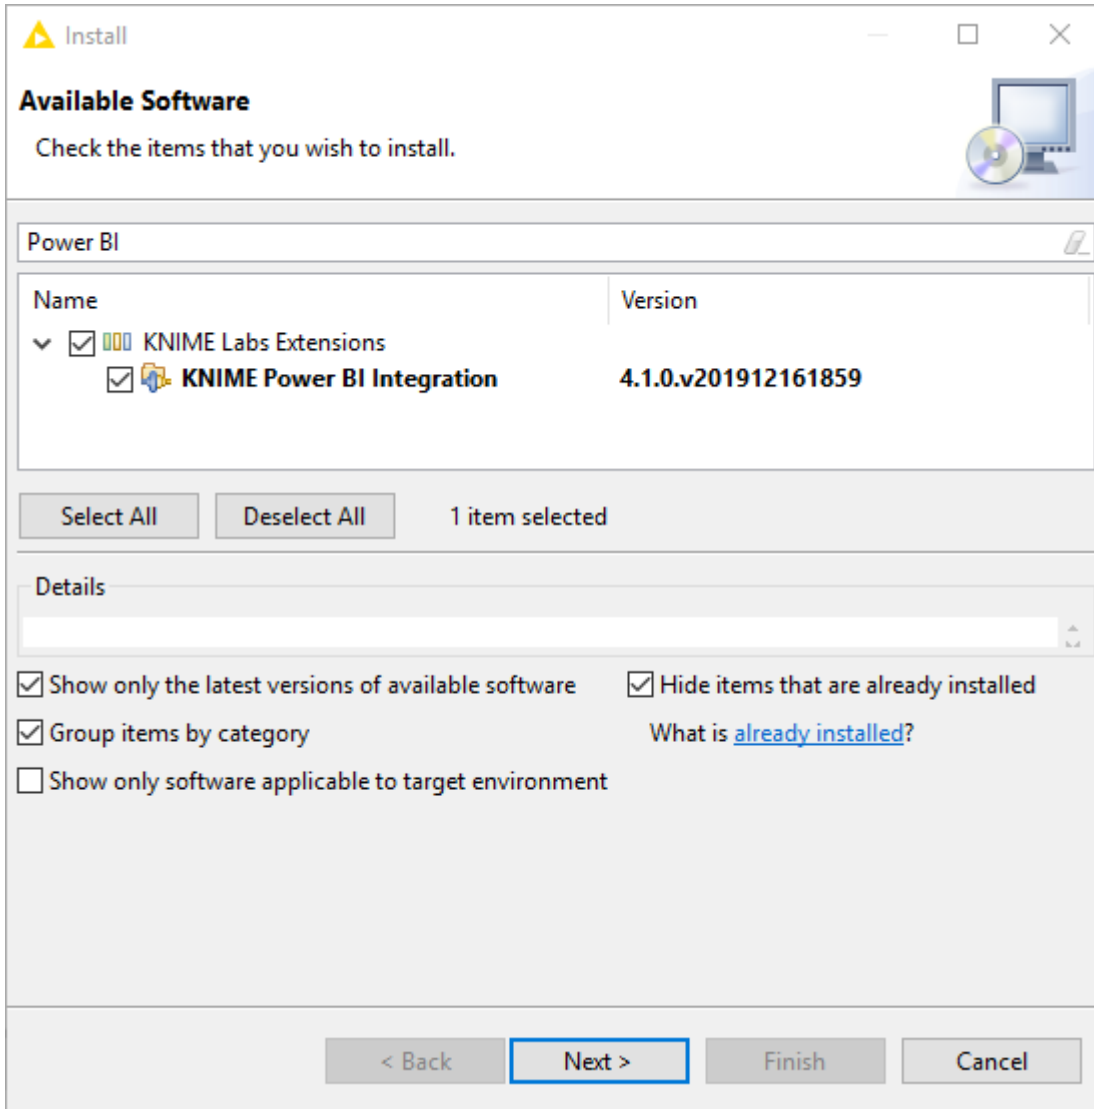 Install
Available Software
Check the items that you wish to install.
Power BI
Name Version
KNIME Labs Extensions
KNIME Power BI Integration 4.1.0.v201912161859
Select All Deselect All 1 item selected
Details
Show only the latest versions of available software Hide items that are already installed
Group items by category What is already installed?
Show only software applicable to target environment
< Back Next > Finish Cancel